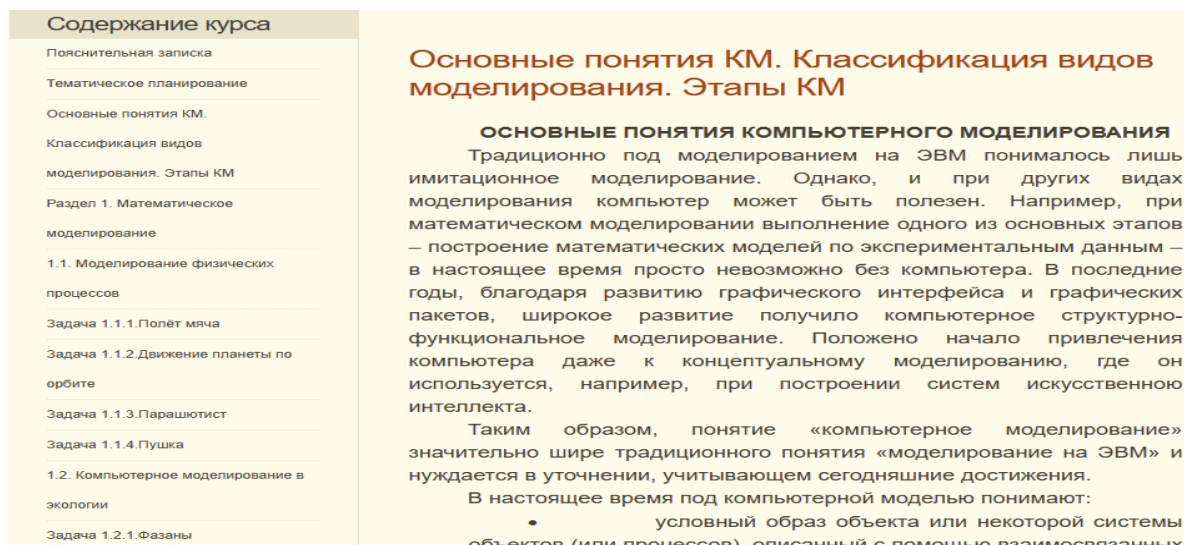 Содержание курса
Пояснительная записка
Тематическое планирование
Основные понятия КМ.
Классификация видов
моделирования. Этапы КМ
Раздел 1. Математическое
моделирование
1.1. Моделирование физических
процессов
Задача 1.1.1.Полёт мяча
Задача 1.1.2.Движение планеты по
орбите
Задача 1.1.3.Парашютист
Задача 1.1.4.Пушка
1.2. Компьютерное моделирование в
экологии
Задача 1.2.1.Фазаны
Основные понятия КМ. Классификация видов
моделирования. Этапы КМ
ОСНОВНЫЕ ПОНЯТИЯ КОМПЬЮТЕРНОГО МОДЕЛИРОВАНИЯ
Традиционно под моделированием на ЭВМ понималось лишь
имитационное моделирование. Однако, и при других видах
моделирования компьютер может быть полезен. Например, при
математическом моделировании выполнение одного из основных этапов
– построение математических моделей по экспериментальным данным –
в настоящее время просто невозможно без компьютера. В последние
годы, благодаря развитию графического интерфейса и графических
пакетов, широкое развитие получило компьютерное структурно-
функциональное моделирование. Положено начало привлечения
компьютера даже к концептуальному моделированию, где он
используется, например, при построении систем искусственного
интеллекта.
Таким образом, понятие «компьютерное моделирование»
значительно шире традиционного понятия «моделирование на ЭВМ» и
нуждается в уточнении, учитывающем сегодняшние достижения.
В настоящее время под компьютерной моделью понимают:
• условный образ объекта или некоторой системы
объектов (или процессов), описанный с помощью взаимосвязанных